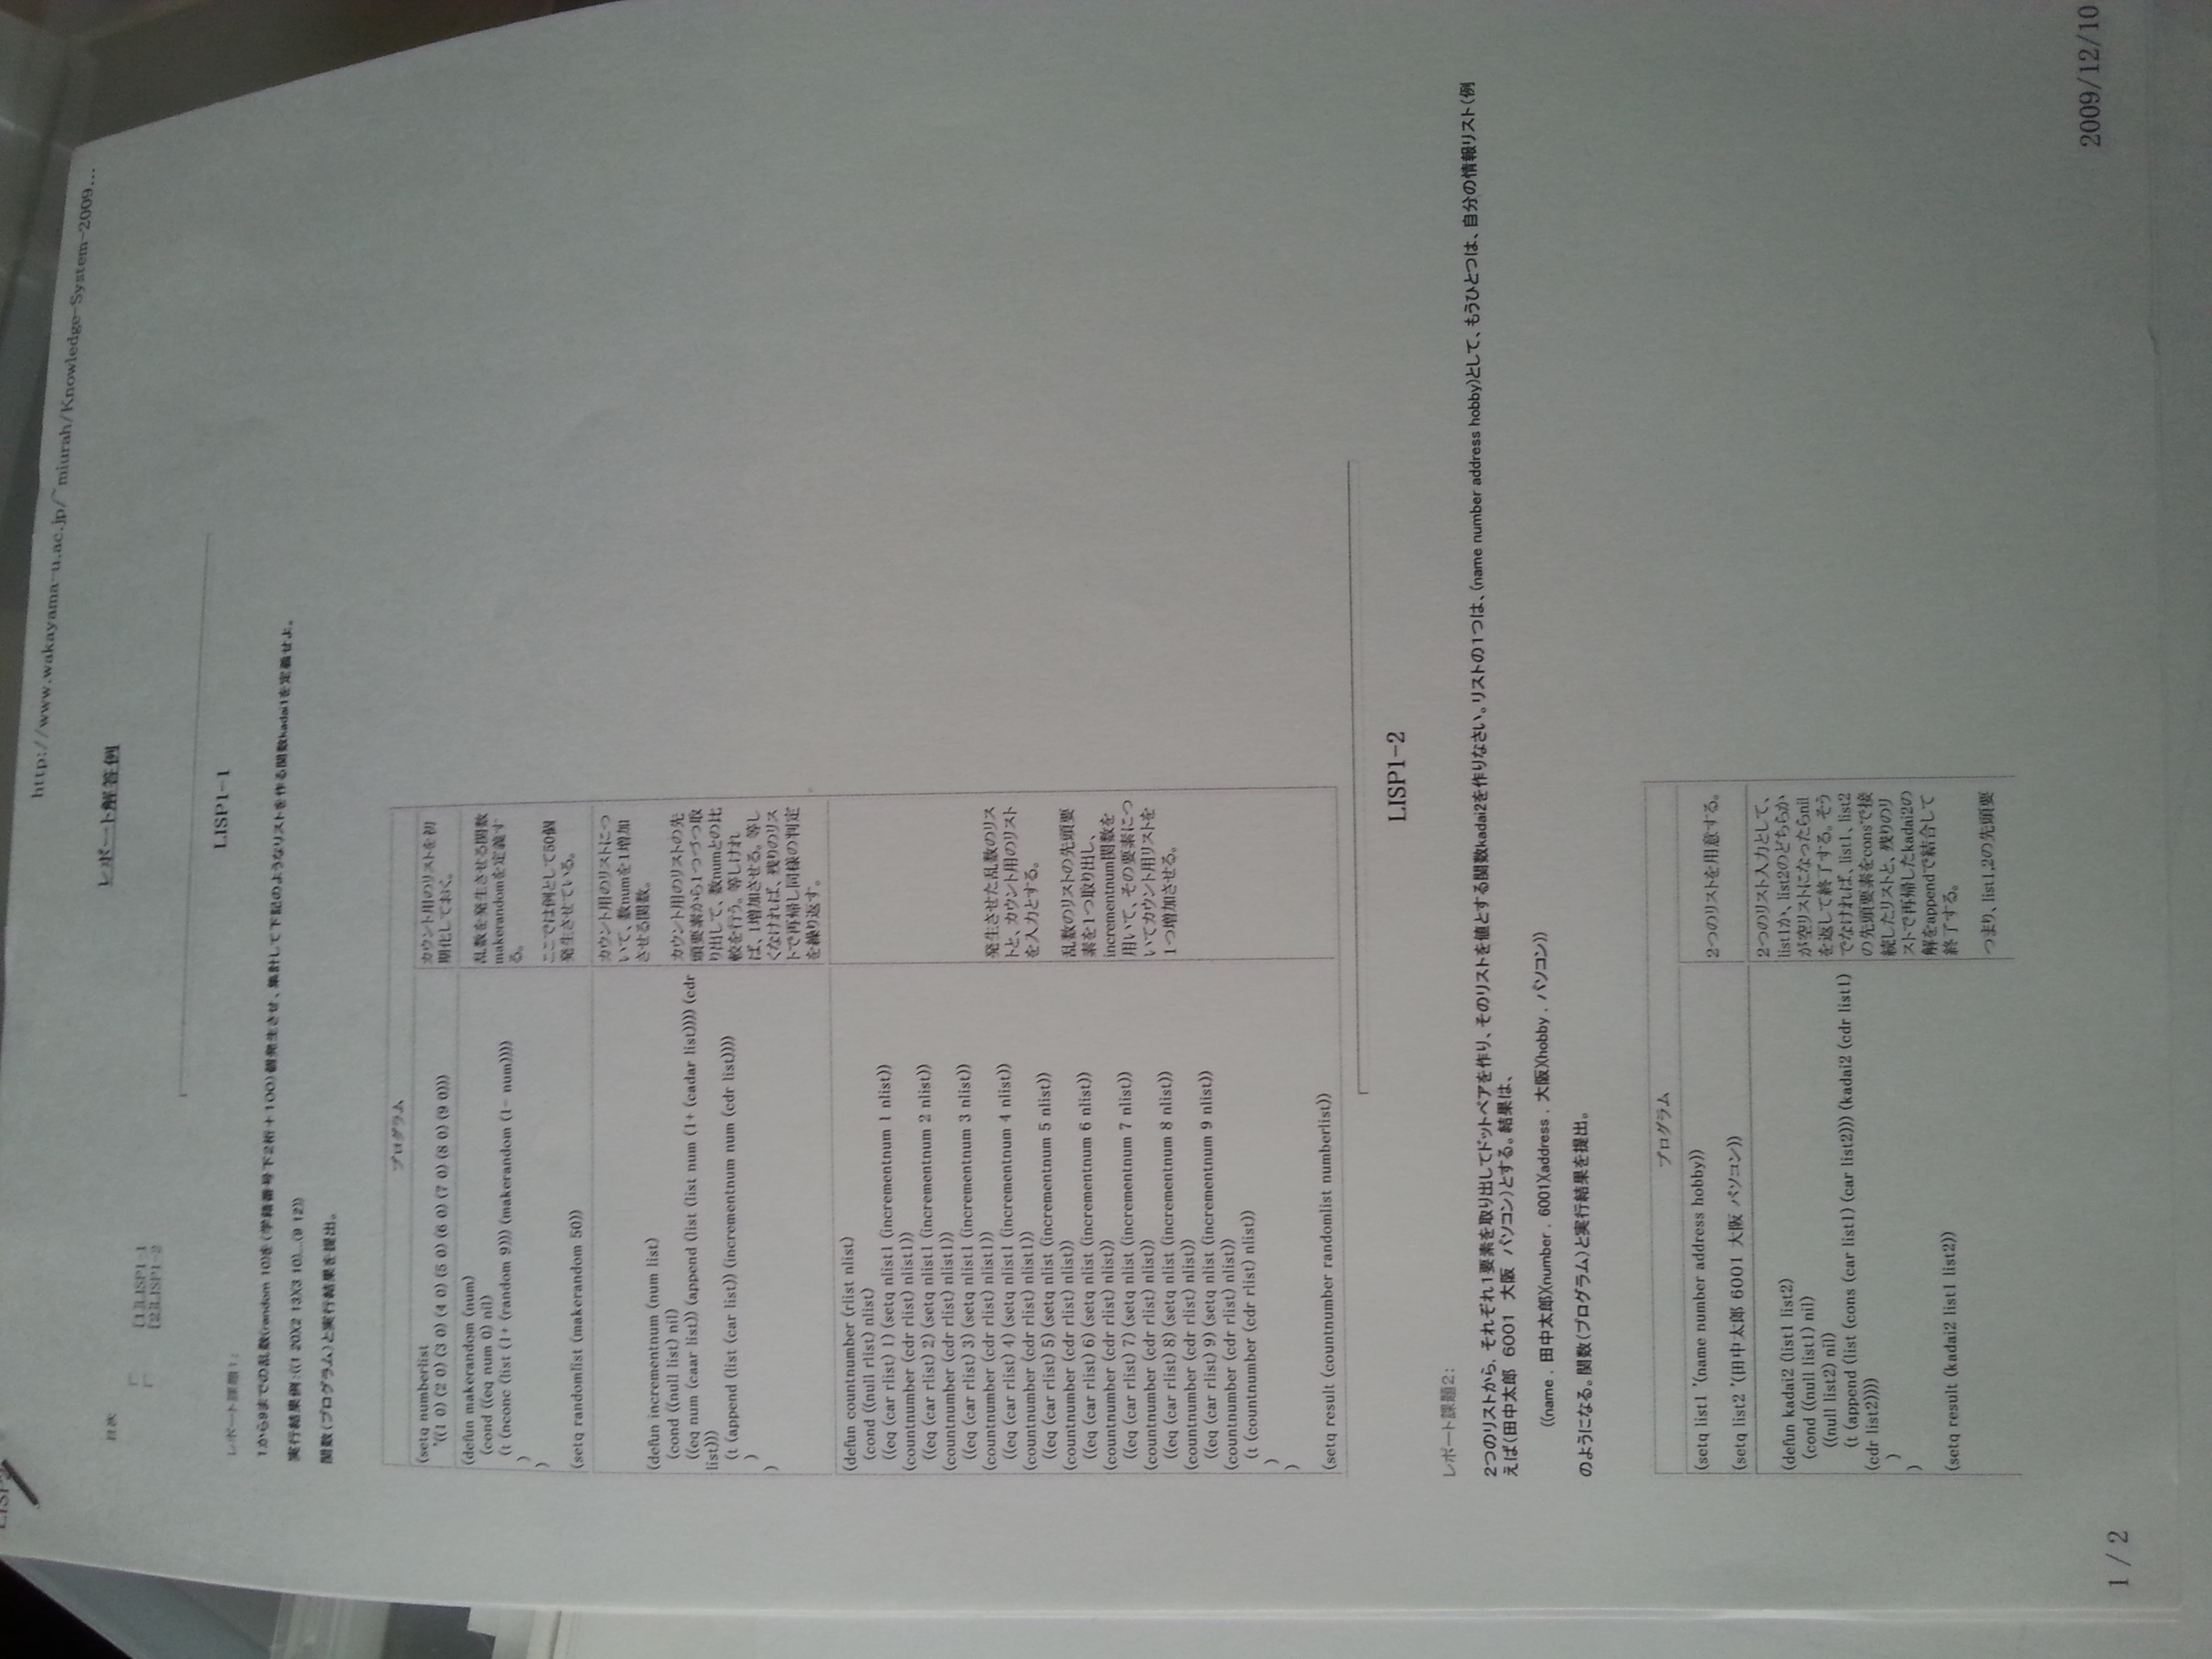 http://www.wakayama-u.ac.jp/~miurah/Knowledge-System-2009...
レポート解答例
目次
[1]LISP1-1
[2]LISP1-2
LISP1-1
レポート課題1:
1から9までの乱数(random 10)を(学籍番号下2桁+100)個発生させ、集計して下記のようなリストを作る関数kadai1を定義せよ。
実行結果例:((1 20)(2 13)(3 10)...(9 12))
関数(プログラム)と実行結果を提出。
プログラム
(setq numberlist
'((1 0) (2 0) (3 0) (4 0) (5 0) (6 0) (7 0) (8 0) (9 0)))
カウント用のリストを初
期化しておく。
(defun makerandom (num)
(cond ((eq num 0) nil)
(t (nconc (list (1+ (random 9))) (makerandom (1- num))))
)
)
(setq randomlist (makerandom 50))
乱数を発生させる関数
makerandomを定義す
る。
ここでは例として50個
発生させている。
(defun incrementnum (num list)
(cond ((null list) nil)
((eq num (caar list)) (append (list (list num (1+ (cadar list)))) (cdr
list)))
(t (append (list (car list)) (incrementnum num (cdr list))))
)
)
カウント用のリストにつ
いて、数numを1増加
させる関数。
カウント用のリストの先
頭要素から1つづつ取
り出して、数numとの比
較を行う。等しけれ
ば、1増加させる。等し
くなければ、残りのリス
トで再帰し同様の判定
を繰り返す。
(defun countnumber (rlist nlist)
(cond ((null rlist) nlist)
((eq (car rlist) 1) (setq nlist1 (incrementnum 1 nlist))
(countnumber (cdr rlist) nlist1))
((eq (car rlist) 2) (setq nlist1 (incrementnum 2 nlist))
(countnumber (cdr rlist) nlist1))
((eq (car rlist) 3) (setq nlist1 (incrementnum 3 nlist))
(countnumber (cdr rlist) nlist1))
((eq (car rlist) 4) (setq nlist1 (incrementnum 4 nlist))
(countnumber (cdr rlist) nlist1))
((eq (car rlist) 5) (setq nlist (incrementnum 5 nlist))
(countnumber (cdr rlist) nlist))
((eq (car rlist) 6) (setq nlist (incrementnum 6 nlist))
(countnumber (cdr rlist) nlist))
((eq (car rlist) 7) (setq nlist (incrementnum 7 nlist))
(countnumber (cdr rlist) nlist))
((eq (car rlist) 8) (setq nlist (incrementnum 8 nlist))
(countnumber (cdr rlist) nlist))
((eq (car rlist) 9) (setq nlist (incrementnum 9 nlist))
(countnumber (cdr rlist) nlist))
(t (countnumber (cdr rlist) nlist))
)
)
(setq result (countnumber randomlist numberlist))
発生させた乱数のリス
トと、カウント用のリスト
を入力とする。
乱数のリストの先頭要
素を1つ取り出し、
incrementnum関数を
用いて、その要素につ
いてカウント用リストを
1つ増加させる。
LISP1-2
レポート課題2:
2つのリストから、それぞれ1要素を取り出してドットペアを作り、そのリストを値とする関数kadai2を作りなさい。リストの1つは、(name number address hobby)として、もうひとつは、自分の情報リスト(例
えば(田中太郎 6001 大阪 パソコン)とする。結果は、
((name . 田中太郎)(number . 6001)(address . 大阪)(hobby . パソコン))
のようになる。関数(プログラム)と実行結果を提出。
プログラム
(setq list1 '(name number address hobby))
(setq list2 '(田中太郎 6001 大阪 パソコン))
2つのリストを用意する。
(defun kadai2 (list1 list2)
(cond ((null list1) nil)
((null list2) nil)
(t (append (list (cons (car list1) (car list2))) (kadai2 (cdr list1)
(cdr list2))))
)
)
(setq result (kadai2 list1 list2))
2つのリスト入力として、
list1か、list2のどちらか
が空リストになったらnil
を返して終了する。そう
でなければ、list1、list2
の先頭要素をconsで接
続したリストと、残りのリ
ストで再帰したkadai2の
解をappendで結合して
終了する。
つまり、list1,2の先頭要
1 / 2
2009/12/10